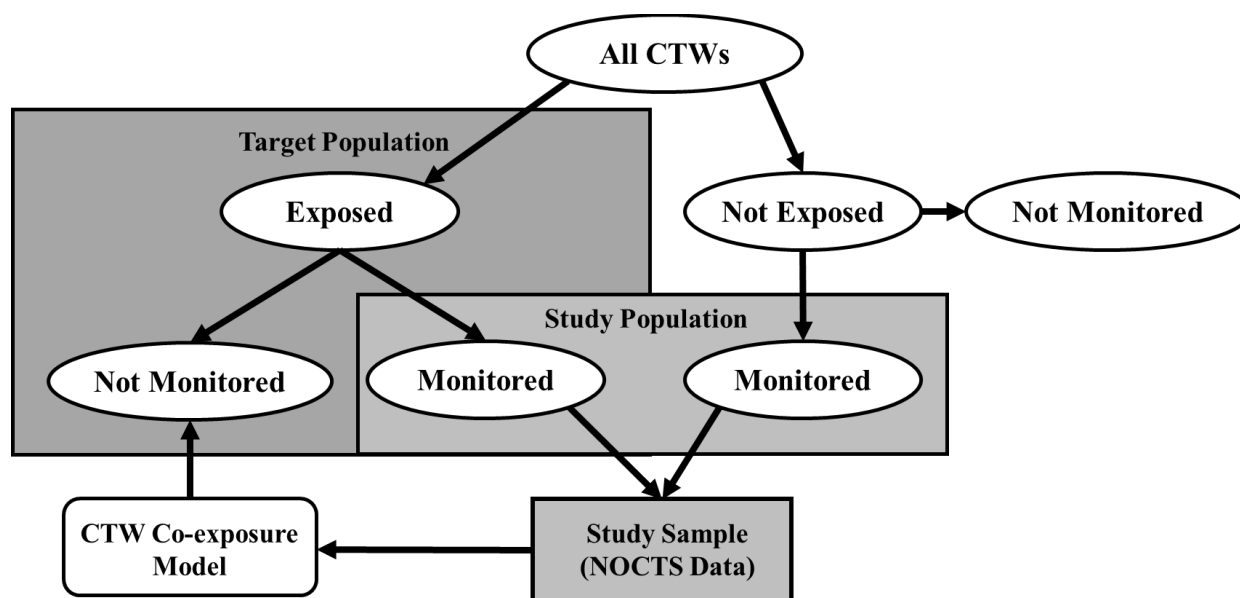 All CTWs
Target Population
Exposed
Not Exposed
Not Monitored
Study Population
Not Monitored
Monitored
Monitored
CTW Co-exposure
Model
Study Sample
(NOCTS Data)